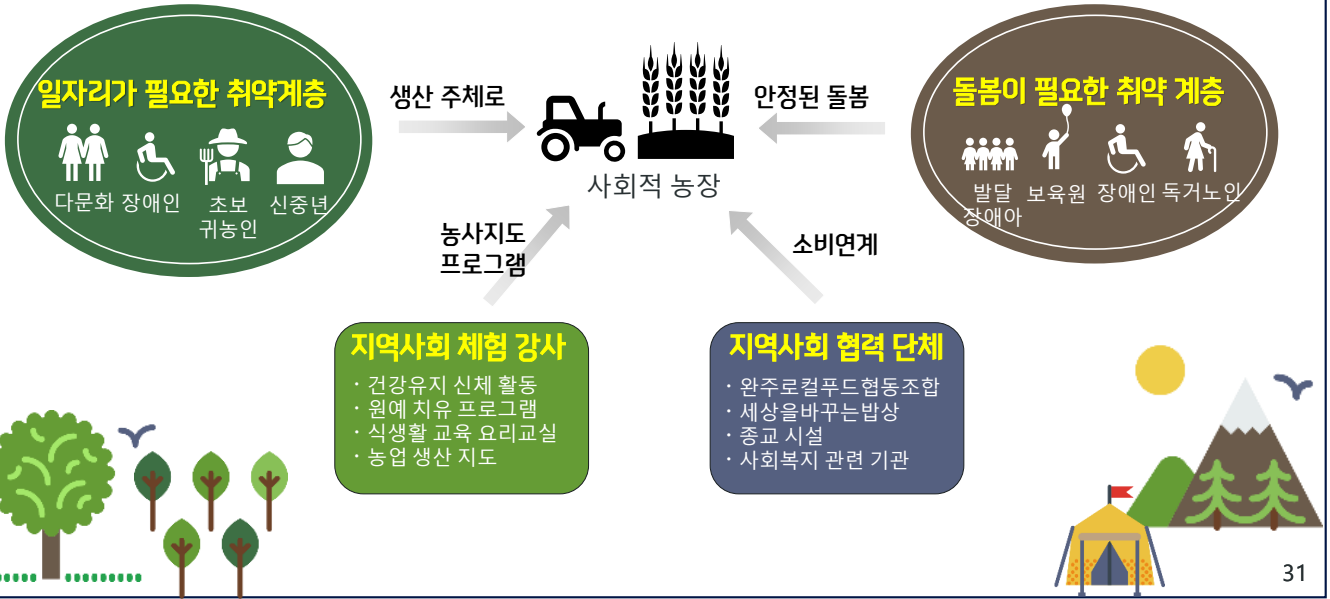 일자리가 필요한 취약계층
다문화
장애인
초보
귀농인
신중년
생산 주체로
사회적 농장
안정된 돌봄
돌봄이 필요한 취약 계층
발달
장애아
보육원
장애인
독거노인
농사지도
프로그램
소비연계
지역사회 체험 강사
· 건강유지 신체 활동
· 원예 치유 프로그램
· 식생활 교육 요리교실
· 농업 생산 지도
지역사회 협력 단체
· 완주로컬푸드협동조합
· 세상을바꾸는밥상
· 종교 시설
· 사회복지 관련 기관
31